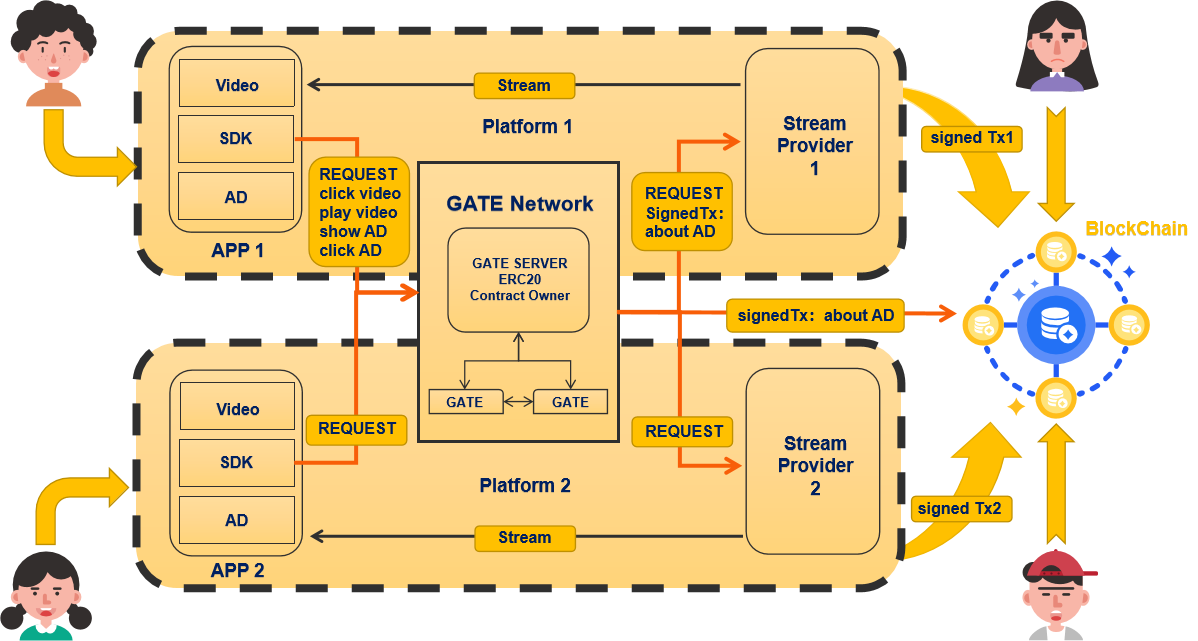 Video
SDK
AD
APP 1
Stream
Platform 1
REQUEST
click video
play video
show AD
click AD
GATE Network
GATE SERVER
ERC20
Contract Owner
GATE
GATE
REQUEST
SignedTx：
about AD
Stream
Provider
1
signed Tx1
BlockChain
signedTx：about AD
Video
SDK
AD
APP 2
REQUEST
REQUEST
Platform 2
Stream
Stream
Provider
2
signed Tx2